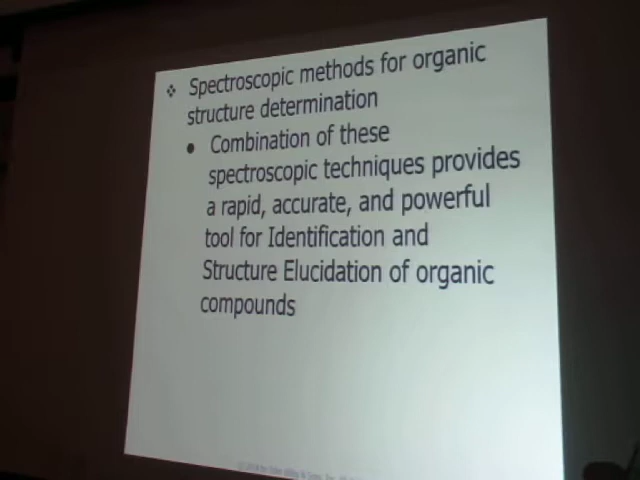 ❖ Spectroscopic methods for organic
structure determination
● Combination of these
spectroscopic techniques provides
a rapid, accurate, and powerful
tool for Identification and
Structure Elucidation of organic
compounds